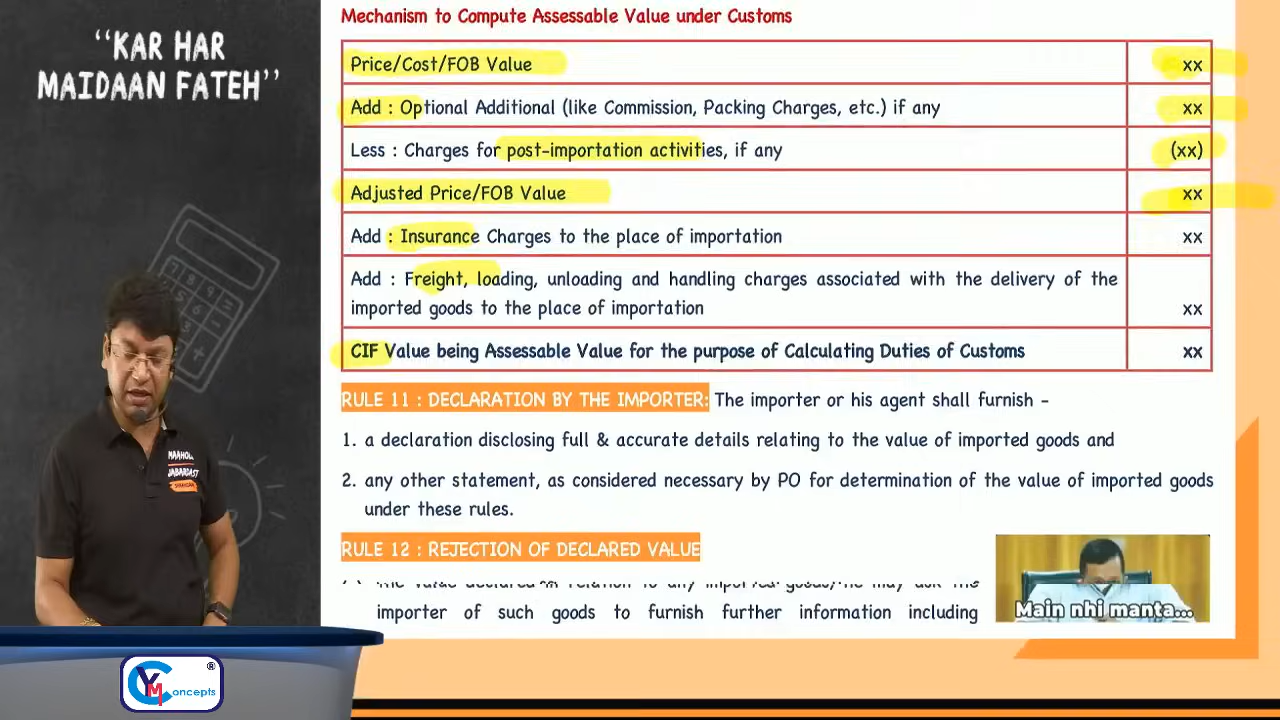 “KAR HAR
MAIDAAN FATEH”
Mechanism to Compute Assessable Value under Customs
Price/Cost/FOB Value xx
Add : Optional Additional (like Commission, Packing Charges, etc.) if any xx
Less : Charges for post-importation activities, if any (xx)
Adjusted Price/FOB Value xx
Add : Insurance Charges to the place of importation xx
Add : Freight, loading, unloading and handling charges associated with the delivery of the
imported goods to the place of importation xx
CIF Value being Assessable Value for the purpose of Calculating Duties of Customs xx
RULE 11 : DECLARATION BY THE IMPORTER: The importer or his agent shall furnish -
1. a declaration disclosing full & accurate details relating to the value of imported goods and
2. any other statement, as considered necessary by PO for determination of the value of imported goods
under these rules.
RULE 12 : REJECTION OF DECLARED VALUE
importer of such goods to furnish further information including
Main nhi manta...
MAAHOUL
JABARDAST
CYM
Concepts
®